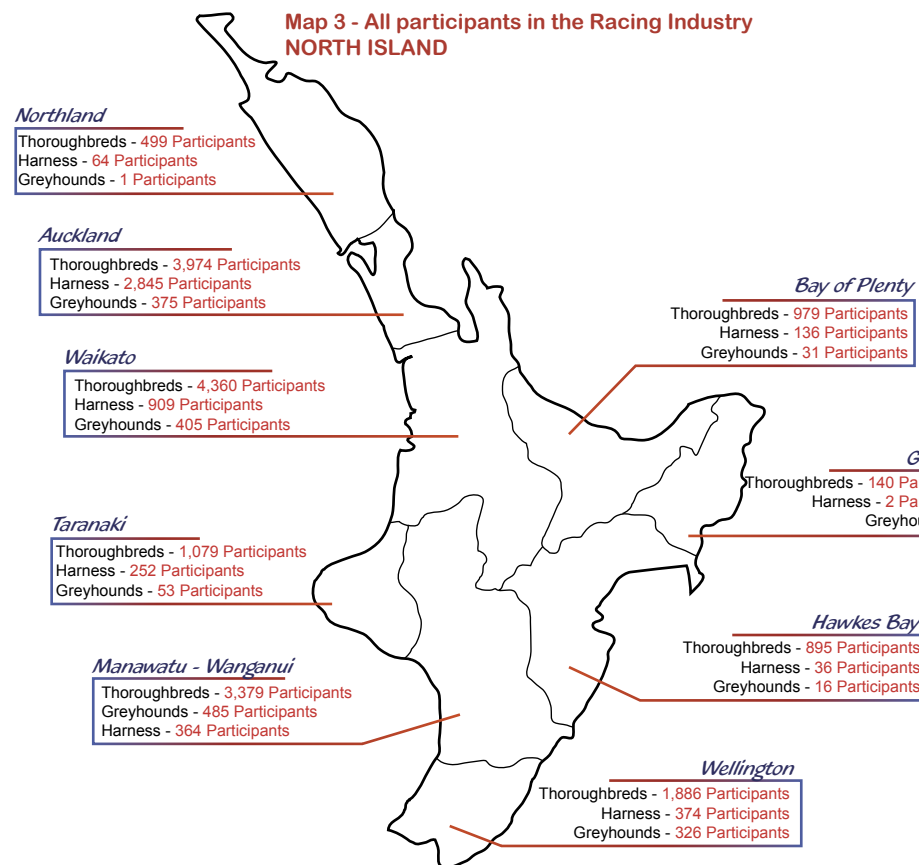 Map 3 - All participants in the Racing Industry
NORTH ISLAND
Northland
Thoroughbreds - 499 Participants
Harness - 64 Participants
Greyhounds - 1 Participants
Auckland
Thoroughbreds - 3,974 Participants
Harness - 2,845 Participants
Greyhounds - 375 Participants
Bay of Plenty
Thoroughbreds - 979 Participants
Harness - 136 Participants
Greyhounds - 31 Participants
Waikato
Thoroughbreds - 4,360 Participants
Harness - 909 Participants
Greyhounds - 405 Participants
G
Thoroughbreds - 140 Pa
Harness - 2 Pa
Greyhou
Taranaki
Thoroughbreds - 1,079 Participants
Harness - 252 Participants
Greyhounds - 53 Participants
Hawkes Bay
Thoroughbreds - 895 Participants
Harness - 36 Participants
Greyhounds - 16 Participants
Manawatu - Wanganui
Thoroughbreds - 3,379 Participants
Greyhounds - 485 Participants
Harness - 364 Participants
Wellington
Thoroughbreds - 1,886 Participants
Harness - 374 Participants
Greyhounds - 326 Participants